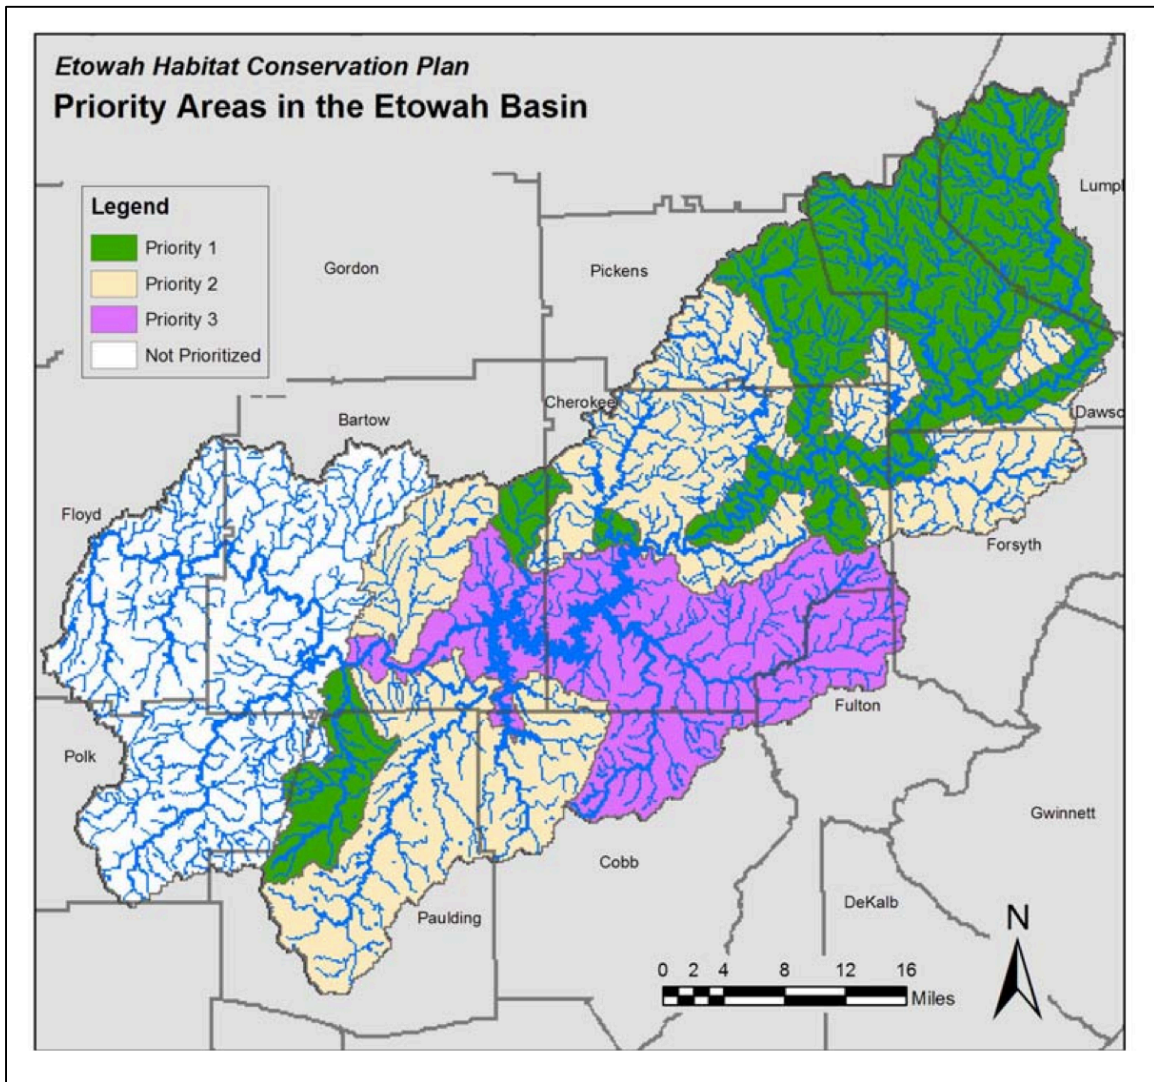 Etowah Habitat Conservation Plan
Priority Areas in the Etowah Basin
Legend
Priority 1
Priority 2
Priority 3
Not Prioritized
Lumpl
Gordon
Pickens
Cherokee
Dawsc
Bartow
Floyd
Forsyth
Fulton
Polk
Gwinnett
Cobb
DeKalb
Paulding
N
0 2 4 8 12 16
Miles